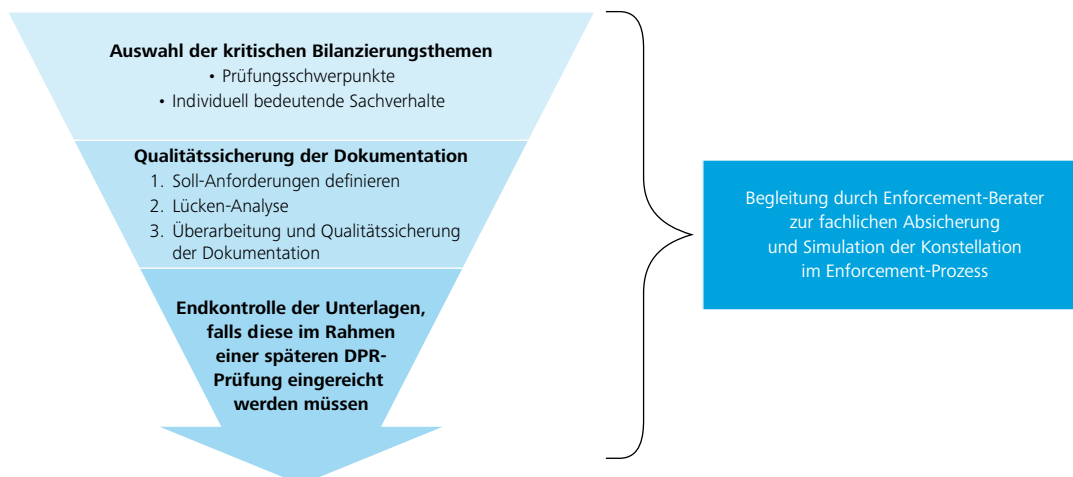 Auswahl der kritischen Bilanzierungsthemen
• Prüfungsschwerpunkte
• Individuell bedeutende Sachverhalte
Qualitätssicherung der Dokumentation
1. Soll-Anforderungen definieren
2. Lücken-Analyse
3. Überarbeitung und Qualitätssicherung
der Dokumentation
Endkontrolle der Unterlagen,
falls diese im Rahmen
einer späteren DPR-
Prüfung eingereicht
werden müssen
Begleitung durch Enforcement-Berater
zur fachlichen Absicherung
und Simulation der Konstellation
im Enforcement-Prozess